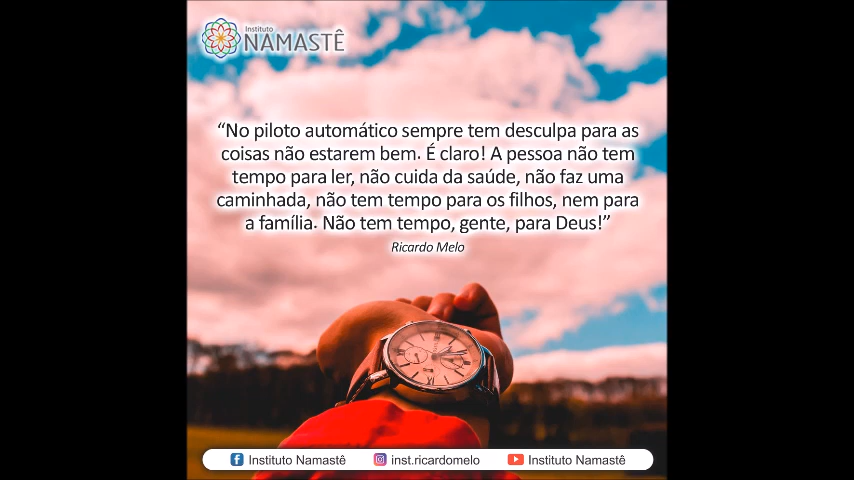 Instituto
NAMASTÊ
“No piloto automático sempre tem desculpa para as
coisas não estarem bem. É claro! A pessoa não tem
tempo para ler, não cuida da saúde, não faz uma
caminhada, não tem tempo para os filhos, nem para
a família. Não tem tempo, gente, para Deus!”
Ricardo Melo
Instituto Namastê inst.ricardomelo Instituto Namastê